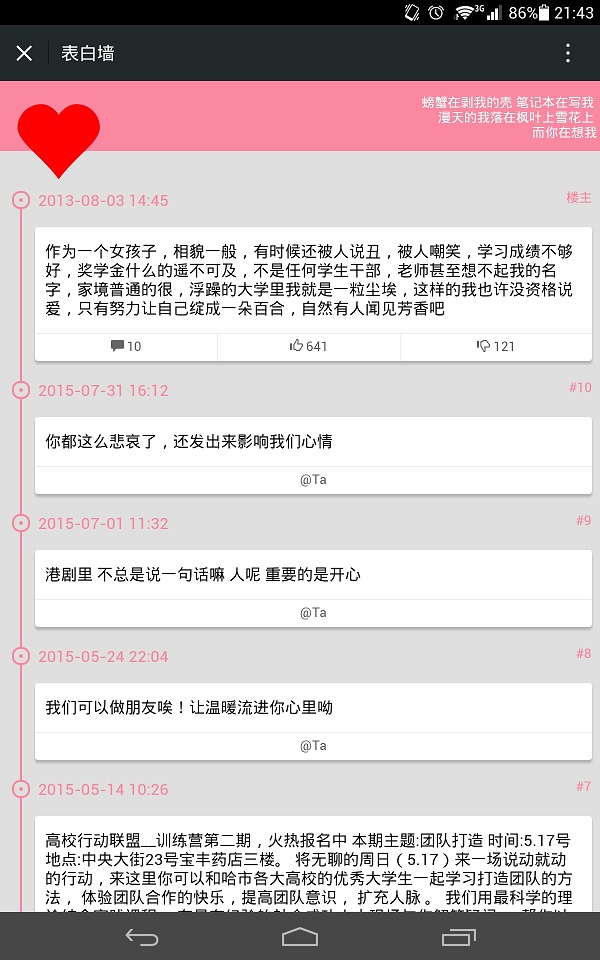 3G 86% 21:43
表白墙
螃蟹在剥我的壳 笔记本在写我
漫天的我落在枫叶上雪花上
而你在想我
2013-08-03 14:45 楼主
作为一个女孩子，相貌一般，有时候还被人说丑，被人嘲笑，学习成绩不够
好，奖学金什么的遥不可及，不是任何学生干部，老师甚至想不起我的名
字，家境普通的很，浮躁的大学里我就是一粒尘埃，这样的我也许没资格说
爱，只有努力让自己绽成一朵百合，自然有人闻见芳香吧
10 641 121
2015-07-31 16:12 #10
你都这么悲哀了，还发出来影响我们心情
@Ta
2015-07-01 11:32 #9
港剧里 不总是说一句话嘛 人呢 重要的是开心
@Ta
2015-05-24 22:04 #8
我们可以做朋友唉！让温暖流进你心里呦
@Ta
2015-05-14 10:26 #7
高校行动联盟__训练营第二期，火热报名中 本期主题:团队打造 时间:5.17号
地点:中央大街23号宝丰药店三楼。 将无聊的周日（5.17）来一场说动就动
的行动，来这里你可以和哈市各大高校的优秀大学生一起学习打造团队的方
法， 体验团队合作的快乐，提高团队意识， 扩充人脉 。 我们用最科学的理